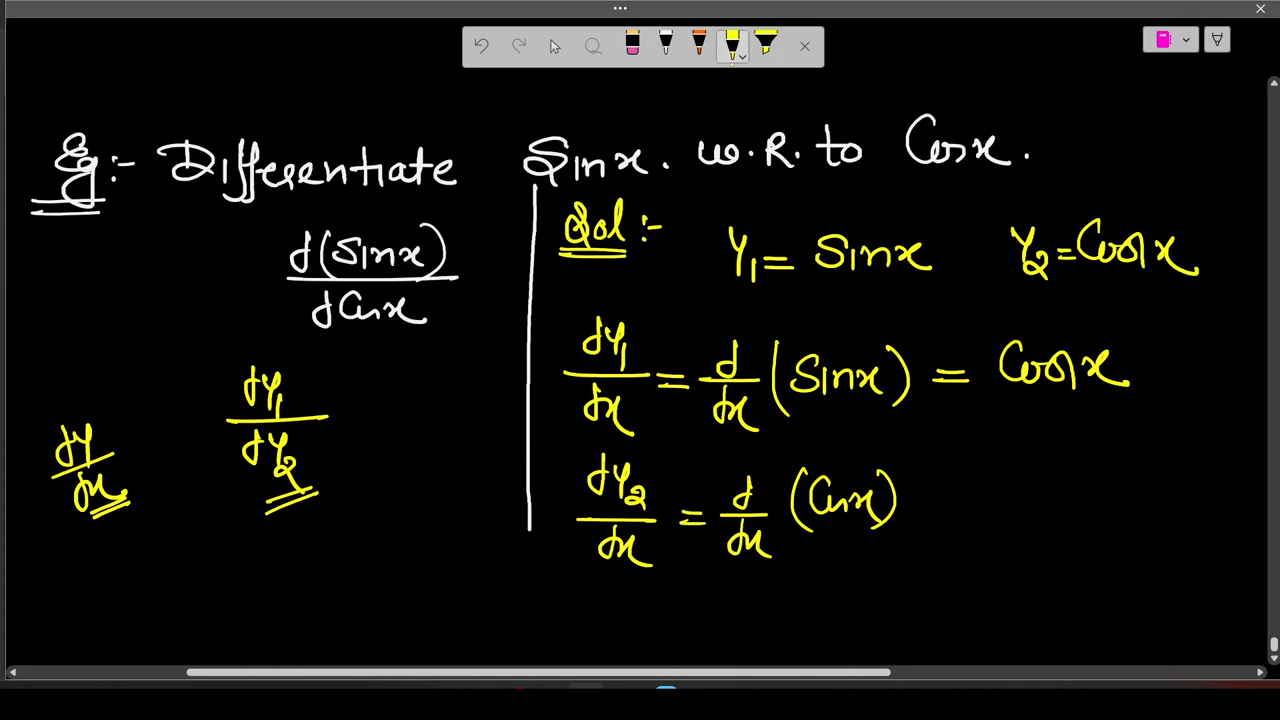 Eg:- Differentiate Sinx. w.R. to Cosx.
d(Sinx)
dCosx
dy1
dy2
dy
dx
Sol :- Y1 = Sinx Y2 = Cosx
dy1/dx = d/dx (Sinx) = Cosx
dy2/dx = d/dx (Cosx)